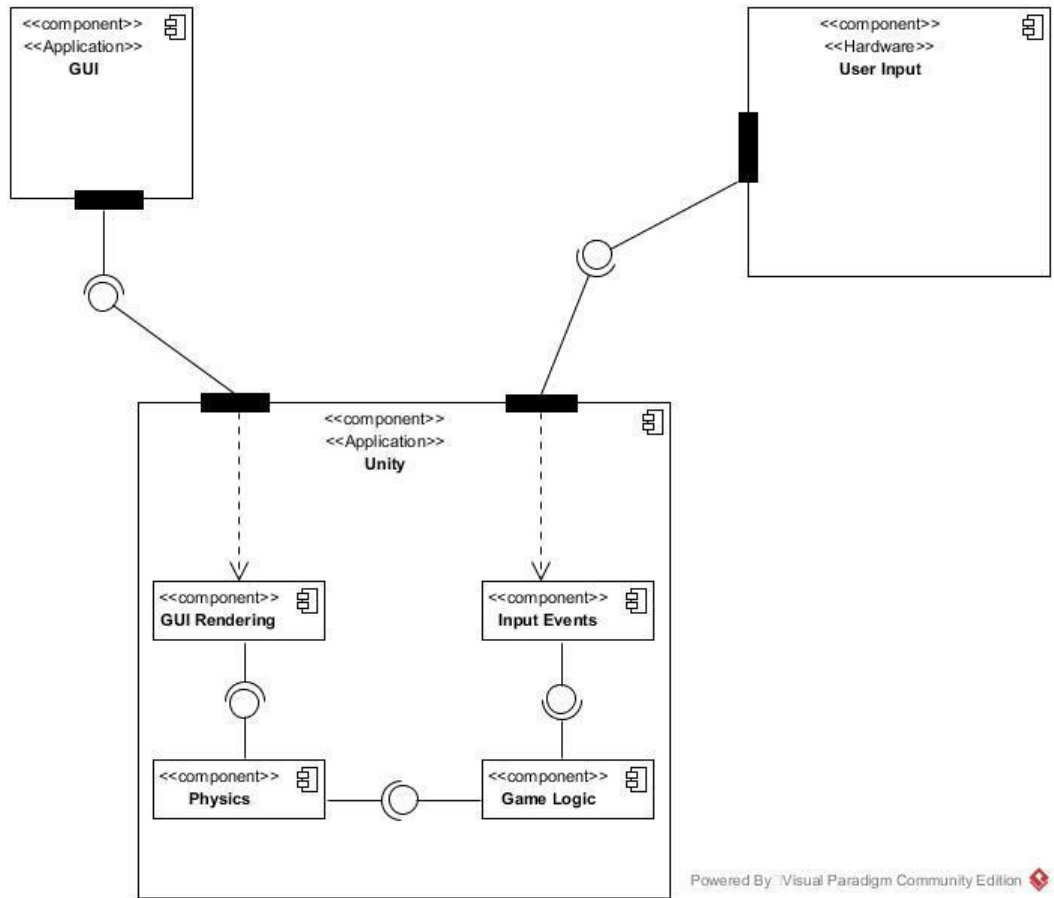 <<component>>
<<Application>>
GUI
<<component>>
<<Hardware>>
User Input
<<component>>
<<Application>>
Unity
<<component>>
GUI Rendering
<<component>>
Input Events
<<component>>
Physics
<<component>>
Game Logic
Powered By Visual Paradigm Community Edition